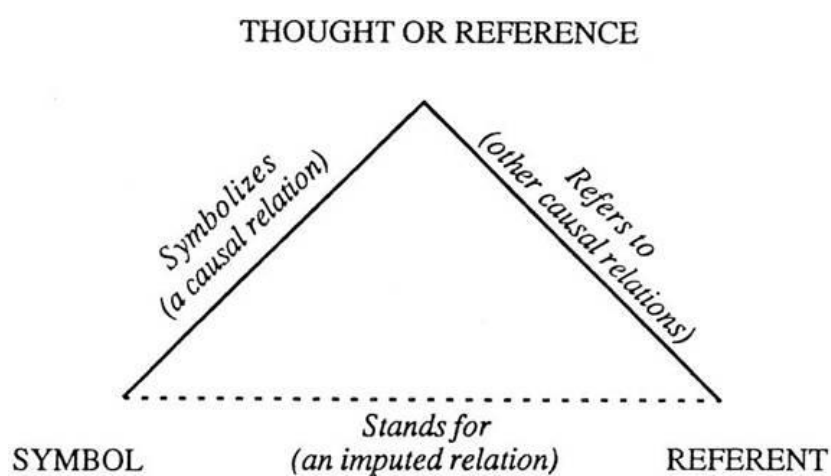 THOUGHT OR REFERENCE
Symbolizes
(a causal relation)
Refers to
(other causal relations)
Stands for
(an imputed relation)
SYMBOL
REFERENT